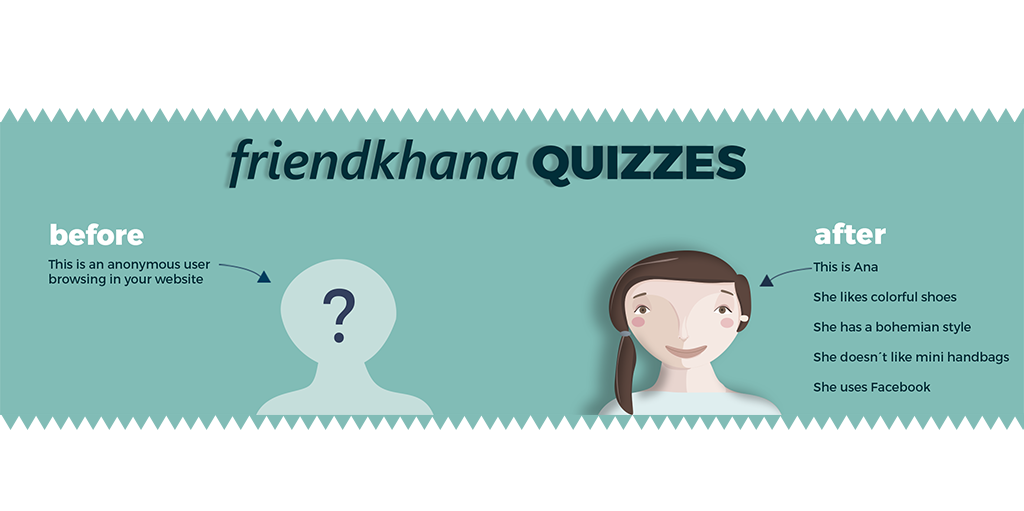 friendkhana QUIZZES
before
This is an anonymous user
browsing in your website
?
after
This is Ana
She likes colorful shoes
She has a bohemian style
She doesn´t like mini handbags
She uses Facebook